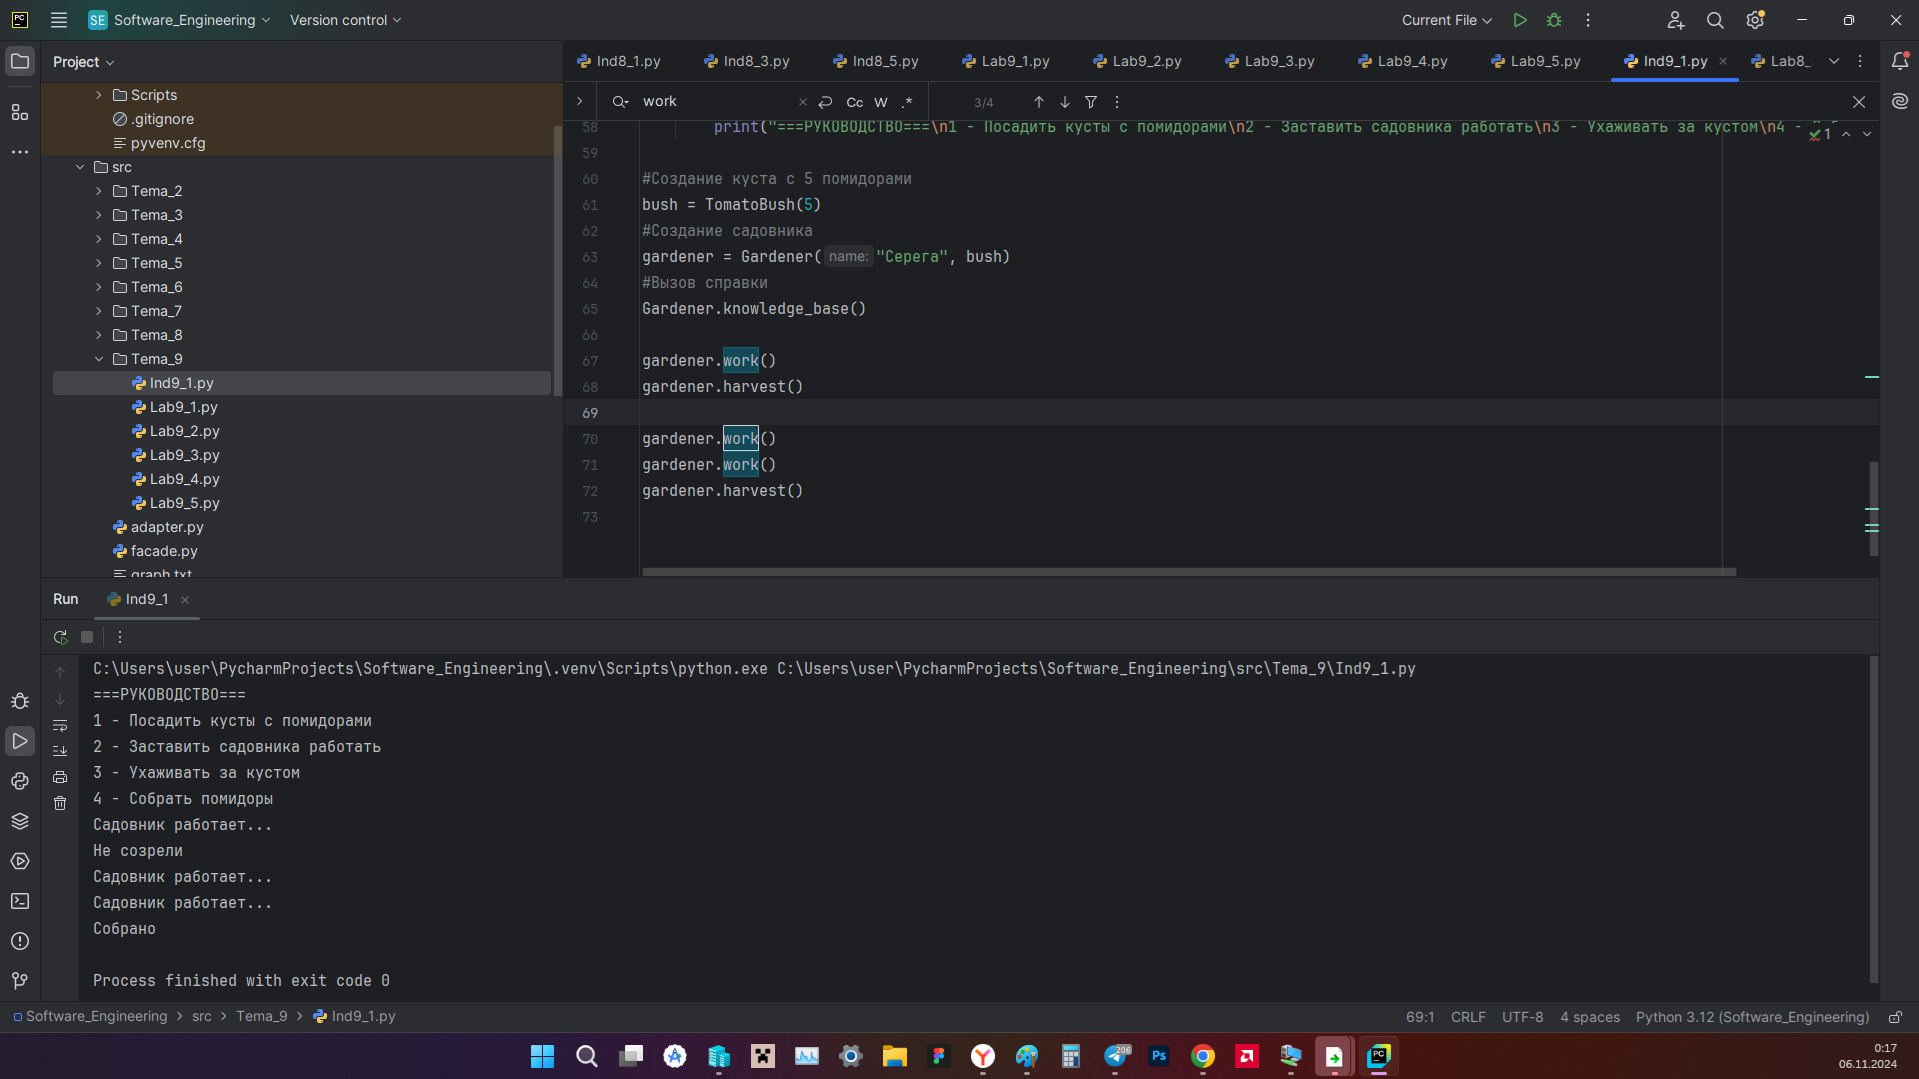 SE Software_Engineering Version control Current File
Project
Ind8_1.py Ind8_3.py Ind8_5.py Lab9_1.py Lab9_2.py Lab9_3.py Lab9_4.py Lab9_5.py Ind9_1.py Lab8_
Scripts
.gitignore
pyvenv.cfg
src
Tema_2
Tema_3
Tema_4
Tema_5
Tema_6
Tema_7
Tema_8
Tema_9
Ind9_1.py
Lab9_1.py
Lab9_2.py
Lab9_3.py
Lab9_4.py
Lab9_5.py
adapter.py
facade.py
graph.txt
work Cc W .* 3/4
58 print("===РУКОВОДСТВО===\n1 - Посадить кусты с помидорами\n2 - Заставить садовника работать\n3 - Ухаживать за кустом\n4 - 1
59
60 #Создание куста с 5 помидорами
61 bush = TomatoBush(5)
62 #Создание садовника
63 gardener = Gardener( name: "Серега", bush)
64 #Вызов справки
65 Gardener.knowledge_base()
66
67 gardener.work()
68 gardener.harvest()
69
70 gardener.work()
71 gardener.work()
72 gardener.harvest()
73
Run Ind9_1
C:\Users\user\PycharmProjects\Software_Engineering\.venv\Scripts\python.exe C:\Users\user\PycharmProjects\Software_Engineering\src\Tema_9\Ind9_1.py
===РУКОВОДСТВО===
1 - Посадить кусты с помидорами
2 - Заставить садовника работать
3 - Ухаживать за кустом
4 - Собрать помидоры
Садовник работает...
Не созрели
Садовник работает...
Садовник работает...
Собрано
Process finished with exit code 0
Software_Engineering > src > Tema_9 > Ind9_1.py
69:1 CRLF UTF-8 4 spaces Python 3.12 (Software_Engineering)
206
Ps
PC
0:17
06.11.2024